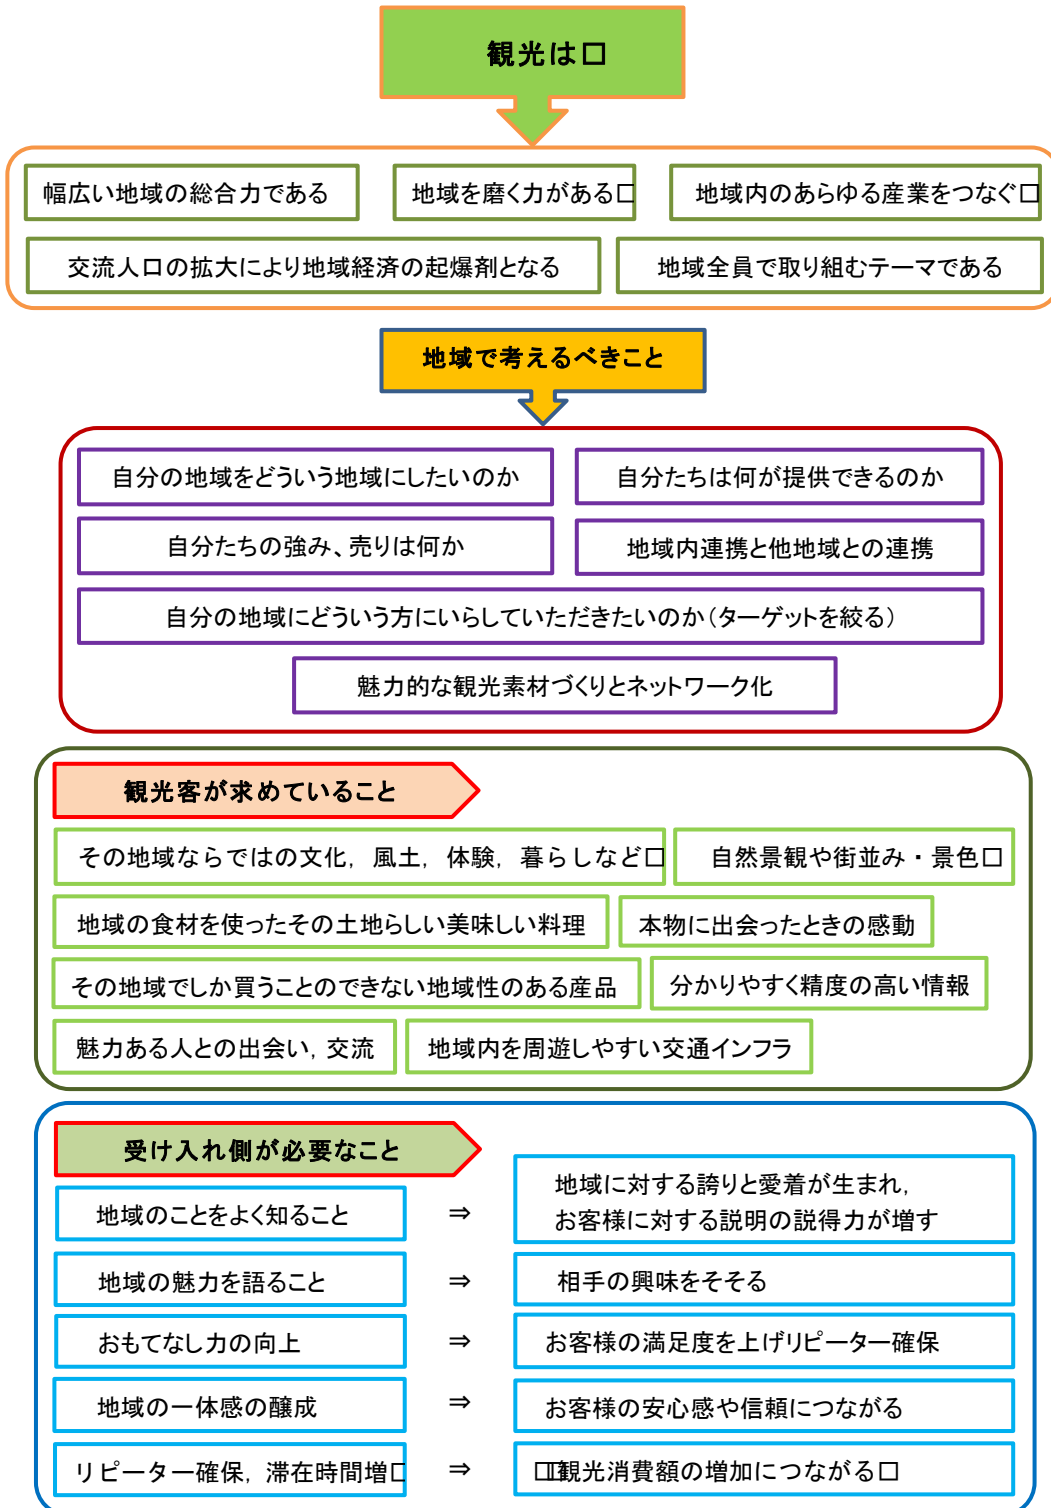 観光は□
幅広い地域の総合力である
地域を磨く力がある□
地域内のあらゆる産業をつなぐ□
交流人口の拡大により地域経済の起爆剤となる
地域全員で取り組むテーマである
地域で考えるべきこと
自分の地域をどういう地域にしたいのか
自分たちは何が提供できるのか
自分たちの強み、売りは何か
地域内連携と他地域との連携
自分の地域にどういう方にいらしていただきたいのか（ターゲットを絞る）
魅力的な観光素材づくりとネットワーク化
観光客が求めていること
その地域ならではの文化，風土，体験，暮らしなど□
自然景観や街並み・景色□
地域の食材を使ったその土地らしい美味しい料理
本物に出会ったときの感動
その地域でしか買うことのできない地域性のある産品
分かりやすく精度の高い情報
魅力ある人との出会い，交流
地域内を周遊しやすい交通インフラ
受け入れ側が必要なこと
地域のことをよく知ること
⇒
地域に対する誇りと愛着が生まれ，
お客様に対する説明の説得力が増す
地域の魅力を語ること
⇒
相手の興味をそそる
おもてなし力の向上
⇒
お客様の満足度を上げリピーター確保
地域の一体感の醸成
⇒
お客様の安心感や信頼につながる
リピーター確保，滞在時間増□
⇒
□□観光消費額の増加につながる□